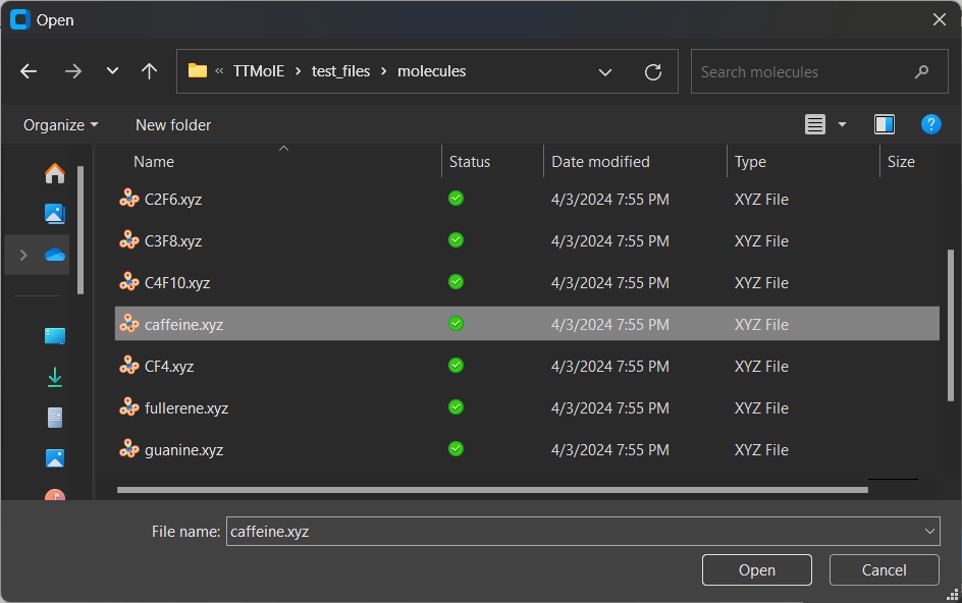 Open
« TTMolE > test_files > molecules
Search molecules
Organize
New folder
?
Name Status Date modified Type Size
C2F6.xyz 4/3/2024 7:55 PM XYZ File
C3F8.xyz 4/3/2024 7:55 PM XYZ File
C4F10.xyz 4/3/2024 7:55 PM XYZ File
caffeine.xyz 4/3/2024 7:55 PM XYZ File
CF4.xyz 4/3/2024 7:55 PM XYZ File
fullerene.xyz 4/3/2024 7:55 PM XYZ File
guanine.xyz 4/3/2024 7:55 PM XYZ File
File name: caffeine.xyz
Open Cancel